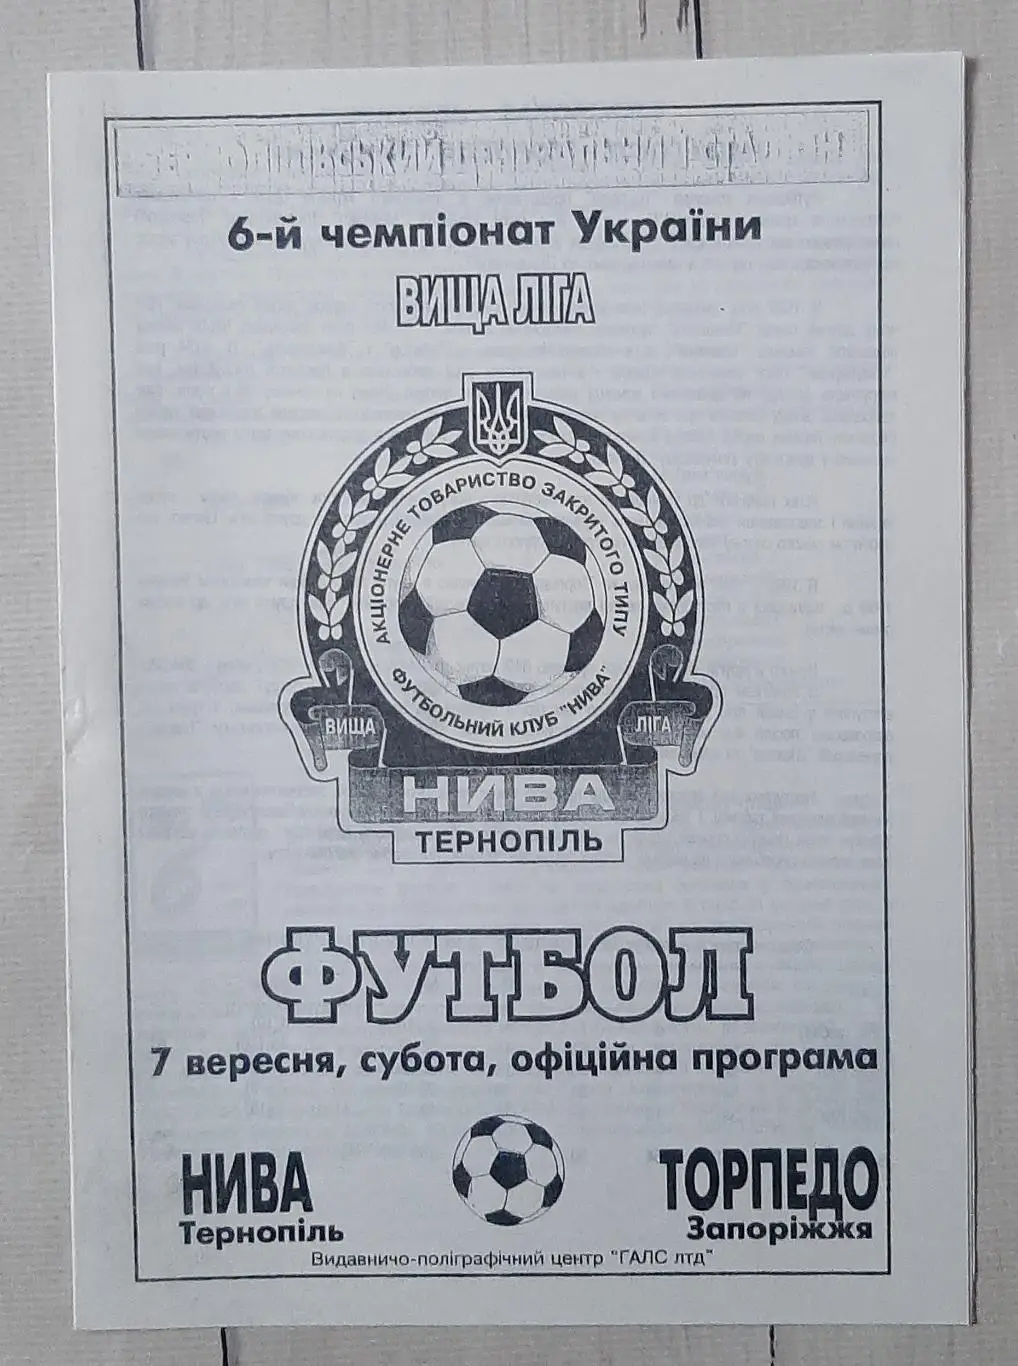 6-й чемпіонат України
ВИЩА ЛІГА
АКЦІОНЕРНЕ ТОВАРИСТВО ЗАКРИТОГО ТИПУ
ФУТБОЛЬНИЙ КЛУБ "НИВА"
ВИЩА ЛІГА
НИВА
ТЕРНОПІЛЬ
ФУТБОЛ
7 вересня, субота, офіційна програма
НИВА ТОРПЕДО
Тернопіль Запоріжжя
Видавничо-поліграфічний центр "ГАЛС лтд"